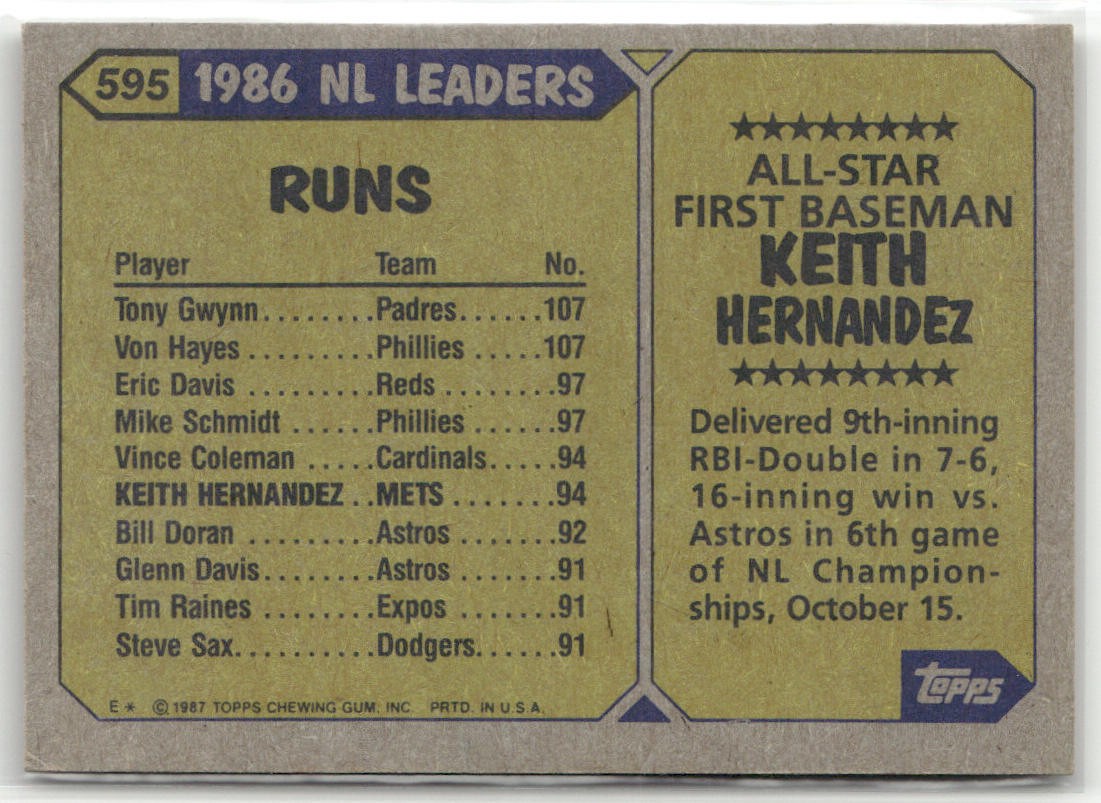 595 1986 NL LEADERS
RUNS
Player Team No.
Tony Gwynn........Padres......107
Von Hayes .........Phillies .....107
Eric Davis .........Reds ........97
Mike Schmidt ......Phillies ......97
Vince Coleman .....Cardinals.....94
KEITH HERNANDEZ ..METS .......94
Bill Doran .........Astros .......92
Glenn Davis........Astros .......91
Tim Raines ........Expos .......91
Steve Sax..........Dodgers......91
E* © 1987 TOPPS CHEWING GUM, INC. PRTD. IN U.S.A.
ALL-STAR
FIRST BASEMAN
KEITH
HERNANDEZ
Delivered 9th-inning
RBI-Double in 7-6,
16-inning win vs.
Astros in 6th game
of NL Champion-
ships, October 15.
topps